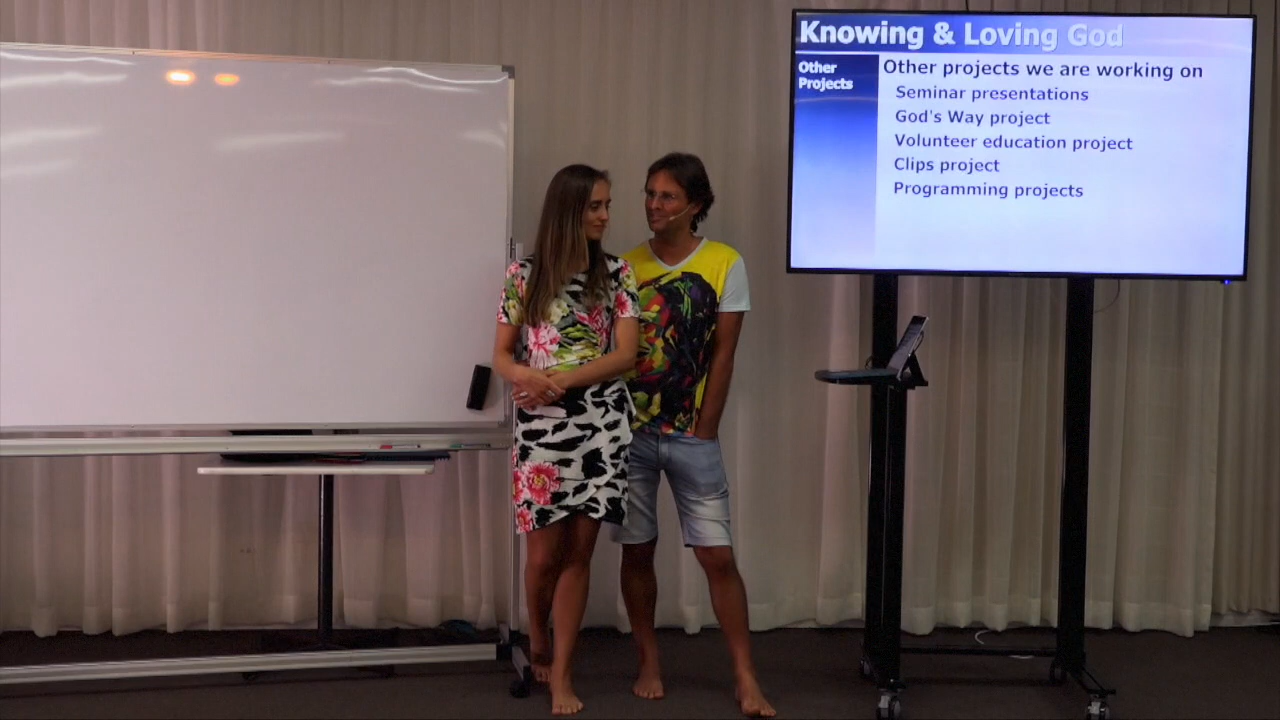 Knowing & Loving God
Other
Projects
Other projects we are working on
Seminar presentations
God's Way project
Volunteer education project
Clips project
Programming projects